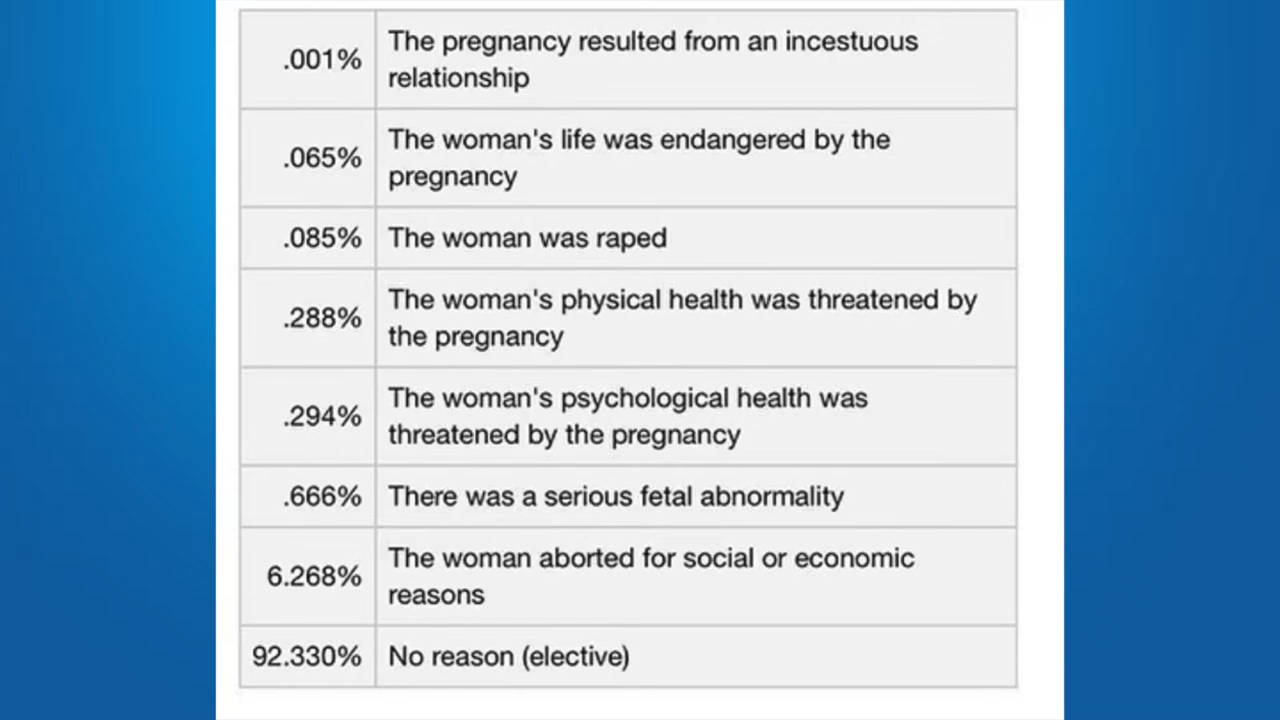 .001%
The pregnancy resulted from an incestuous
relationship
.065%
The woman's life was endangered by the
pregnancy
.085%
The woman was raped
.288%
The woman's physical health was threatened by
the pregnancy
.294%
The woman's psychological health was
threatened by the pregnancy
.666%
There was a serious fetal abnormality
6.268%
The woman aborted for social or economic
reasons
92.330%
No reason (elective)